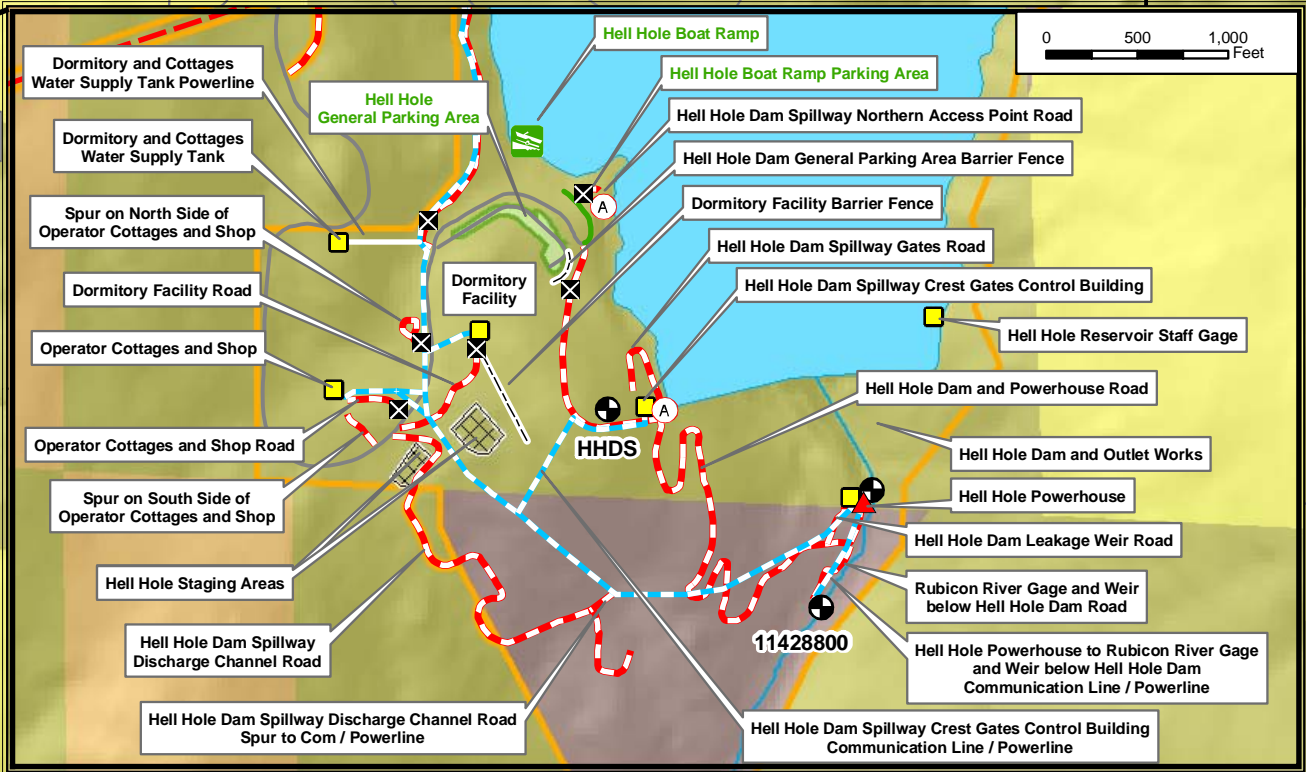 0 500 1,000
Feet
Hell Hole Boat Ramp
Dormitory and Cottages
Water Supply Tank Powerline
Hell Hole Boat Ramp Parking Area
Hell Hole
General Parking Area
Hell Hole Dam Spillway Northern Access Point Road
Dormitory and Cottages
Water Supply Tank
Hell Hole Dam General Parking Area Barrier Fence
Dormitory Facility Barrier Fence
A
Spur on North Side of
Operator Cottages and Shop
Hell Hole Dam Spillway Gates Road
Dormitory
Facility
Dormitory Facility Road
Hell Hole Dam Spillway Crest Gates Control Building
Hell Hole Reservoir Staff Gage
Operator Cottages and Shop
Hell Hole Dam and Powerhouse Road
A
HHDS
Operator Cottages and Shop Road
Hell Hole Dam and Outlet Works
Spur on South Side of
Operator Cottages and Shop
Hell Hole Powerhouse
Hell Hole Dam Leakage Weir Road
Hell Hole Staging Areas
Rubicon River Gage and Weir
below Hell Hole Dam Road
11428800
Hell Hole Dam Spillway
Discharge Channel Road
Hell Hole Powerhouse to Rubicon River Gage
and Weir below Hell Hole Dam
Communication Line / Powerline
Hell Hole Dam Spillway Discharge Channel Road
Spur to Com / Powerline
Hell Hole Dam Spillway Crest Gates Control Building
Communication Line / Powerline